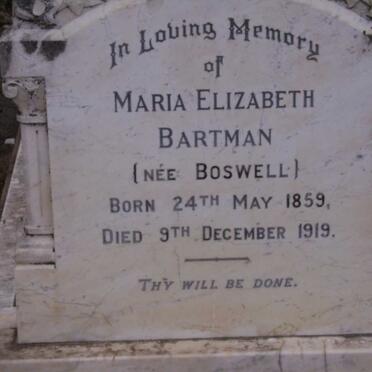 In Loving Memory
of
MARIA ELIZABETH
BARTMAN
(NÉE BOSWELL)
BORN 24TH MAY 1859,
DIED 9TH DECEMBER 1919.
THY WILL BE DONE.